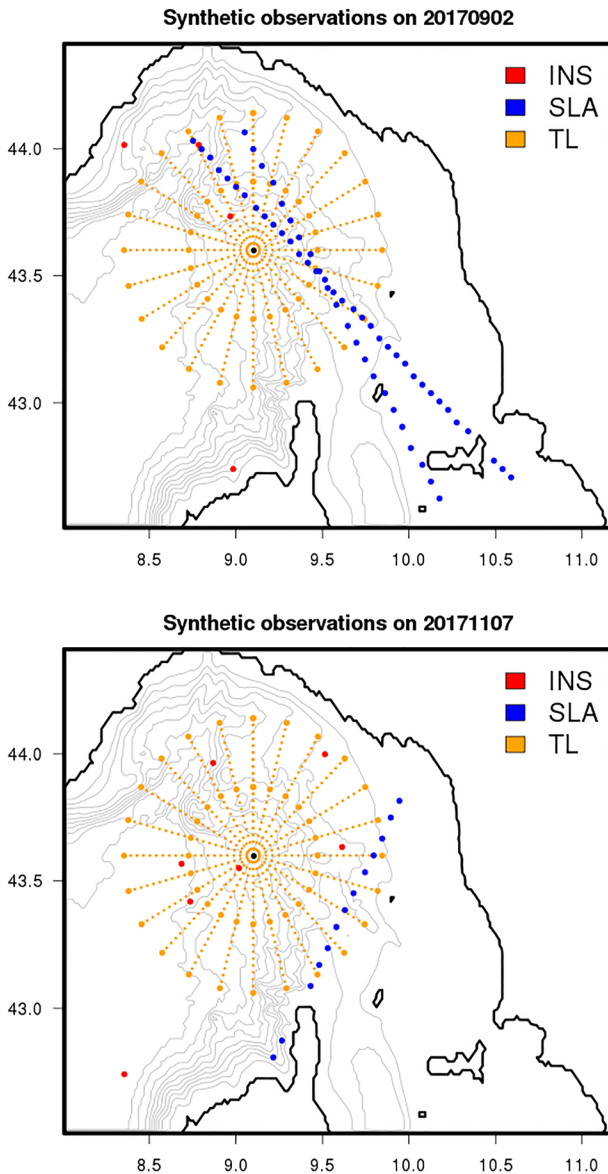 Synthetic observations on 20170902
INS
SLA
TL
44.0
43.5
43.0
8.5 9.0 9.5 10.0 10.5 11.0
Synthetic observations on 20171107
INS
SLA
TL
44.0
43.5
43.0
8.5 9.0 9.5 10.0 10.5 11.0